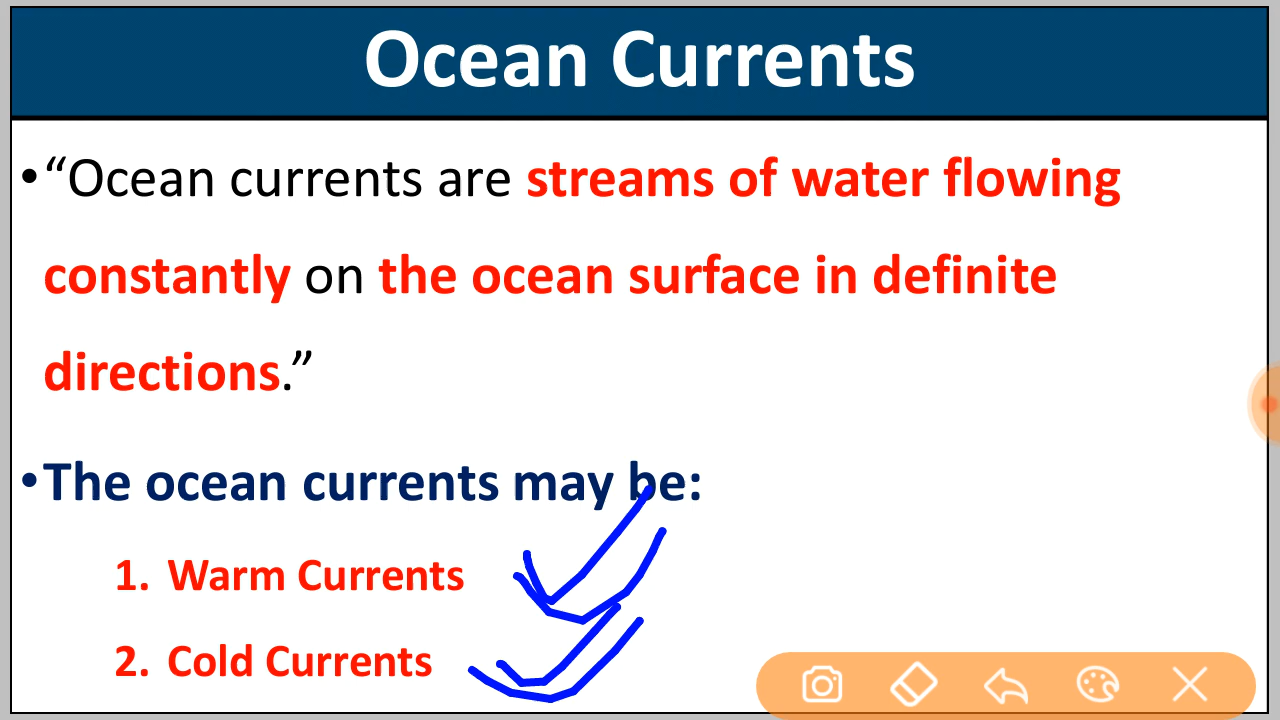 Ocean Currents
•“Ocean currents are streams of water flowing
constantly on the ocean surface in definite
directions.”
•The ocean currents may be:
1. Warm Currents
2. Cold Currents